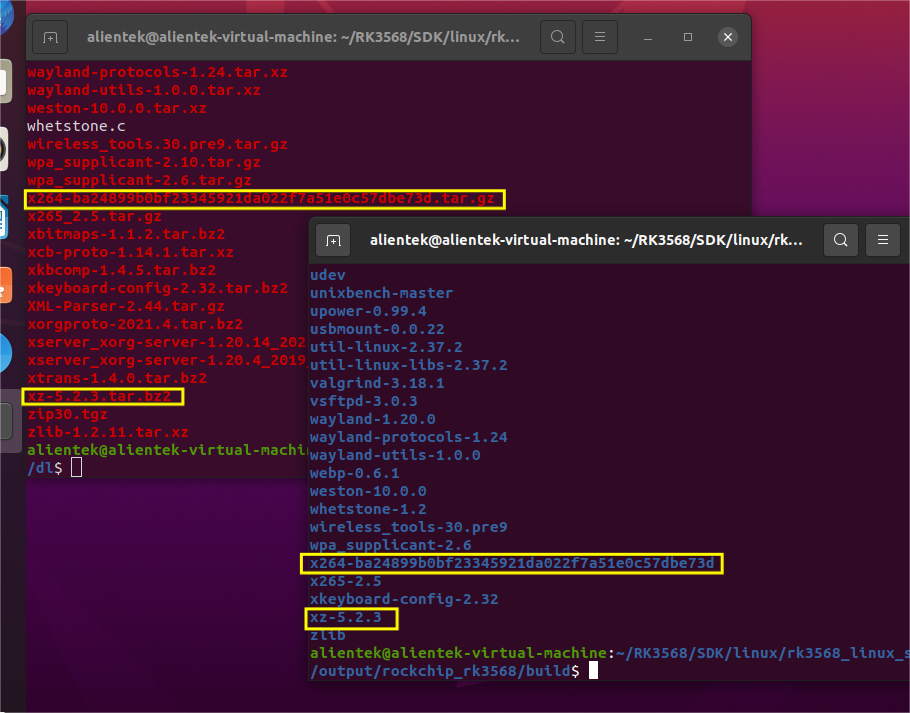 alientek@alientek-virtual-machine: ~/RK3568/SDK/linux/rk...
wayland-protocols-1.24.tar.xz
wayland-utils-1.0.0.tar.xz
weston-10.0.0.tar.xz
whetstone.c
wireless_tools.30.pre9.tar.gz
wpa_supplicant-2.10.tar.gz
wpa_supplicant-2.6.tar.gz
x264-ba24899b0bf23345921da022f7a51e0c57dbe73d.tar.gz
x265_2.5.tar.gz
xbitmaps-1.1.2.tar.bz2
xcb-proto-1.14.1.tar.xz
xkbcomp-1.4.5.tar.bz2
xkeyboard-config-2.32.tar.bz2
XML-Parser-2.44.tar.gz
xorgproto-2021.4.tar.bz2
xserver_xorg-server-1.20.14_202
xserver_xorg-server-1.20.4_2019
xtrans-1.4.0.tar.bz2
xz-5.2.3.tar.bz2
zip30.tgz
zlib-1.2.11.tar.xz
alientek@alientek-virtual-machin
/dl$
alientek@alientek-virtual-machine: ~/RK3568/SDK/linux/rk...
udev
unixbench-master
upower-0.99.4
usbmount-0.0.22
util-linux-2.37.2
util-linux-libs-2.37.2
valgrind-3.18.1
vsftpd-3.0.3
wayland-1.20.0
wayland-protocols-1.24
wayland-utils-1.0.0
webp-0.6.1
weston-10.0.0
whetstone-1.2
wireless_tools-30.pre9
wpa_supplicant-2.6
x264-ba24899b0bf23345921da022f7a51e0c57dbe73d
x265-2.5
xkeyboard-config-2.32
xz-5.2.3
zlib
alientek@alientek-virtual-machine:~/RK3568/SDK/linux/rk3568_linux_s
/output/rockchip_rk3568/build$